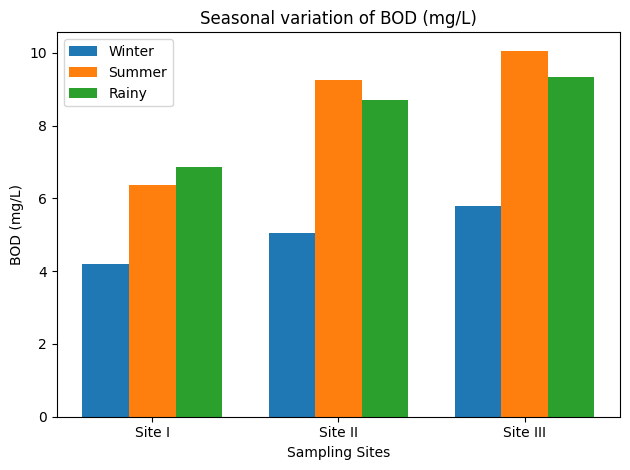 Seasonal variation of BOD (mg/L)
Winter
Summer
Rainy
10
8
6
4
2
0
BOD (mg/L)
Site I
Site II
Site III
Sampling Sites